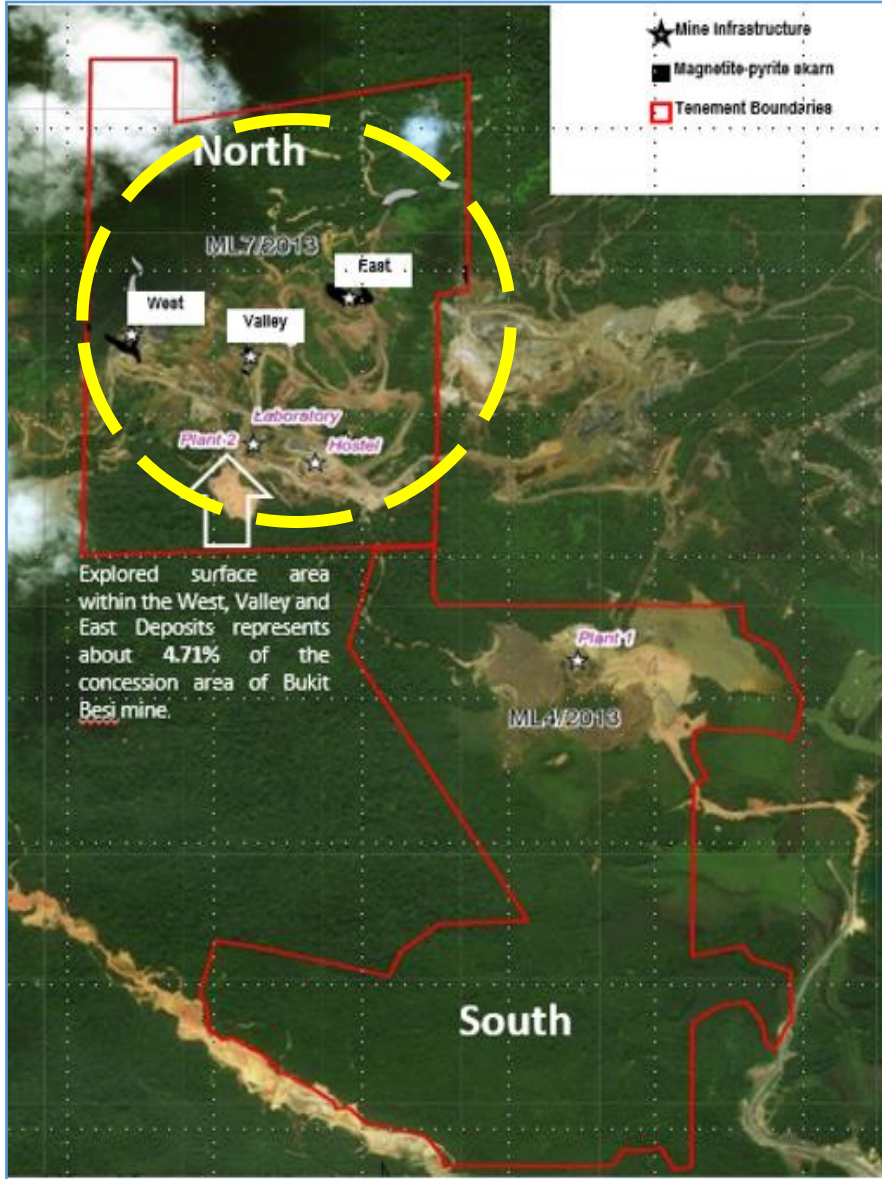 Mine Infrastructure
Magnetite-pyrite skarn
Tenement Boundaries
North
ML7/2013
East
West
Valley
Laboratory
Plant 2
Hostel
Explored surface area
within the West, Valley and
East Deposits represents
about 4.71% of the
concession area of Bukit
Besi mine.
Plant 1
ML4/2013
South